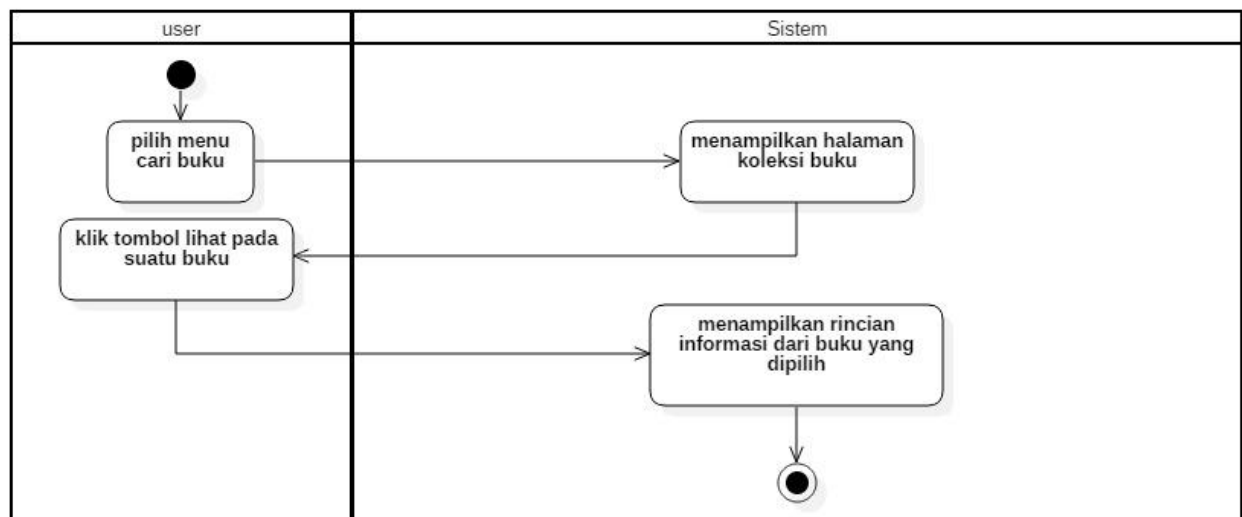 user
Sistem
pilih menu
cari buku
menampilkan halaman
koleksi buku
klik tombol lihat pada
suatu buku
menampilkan rincian
informasi dari buku yang
dipilih